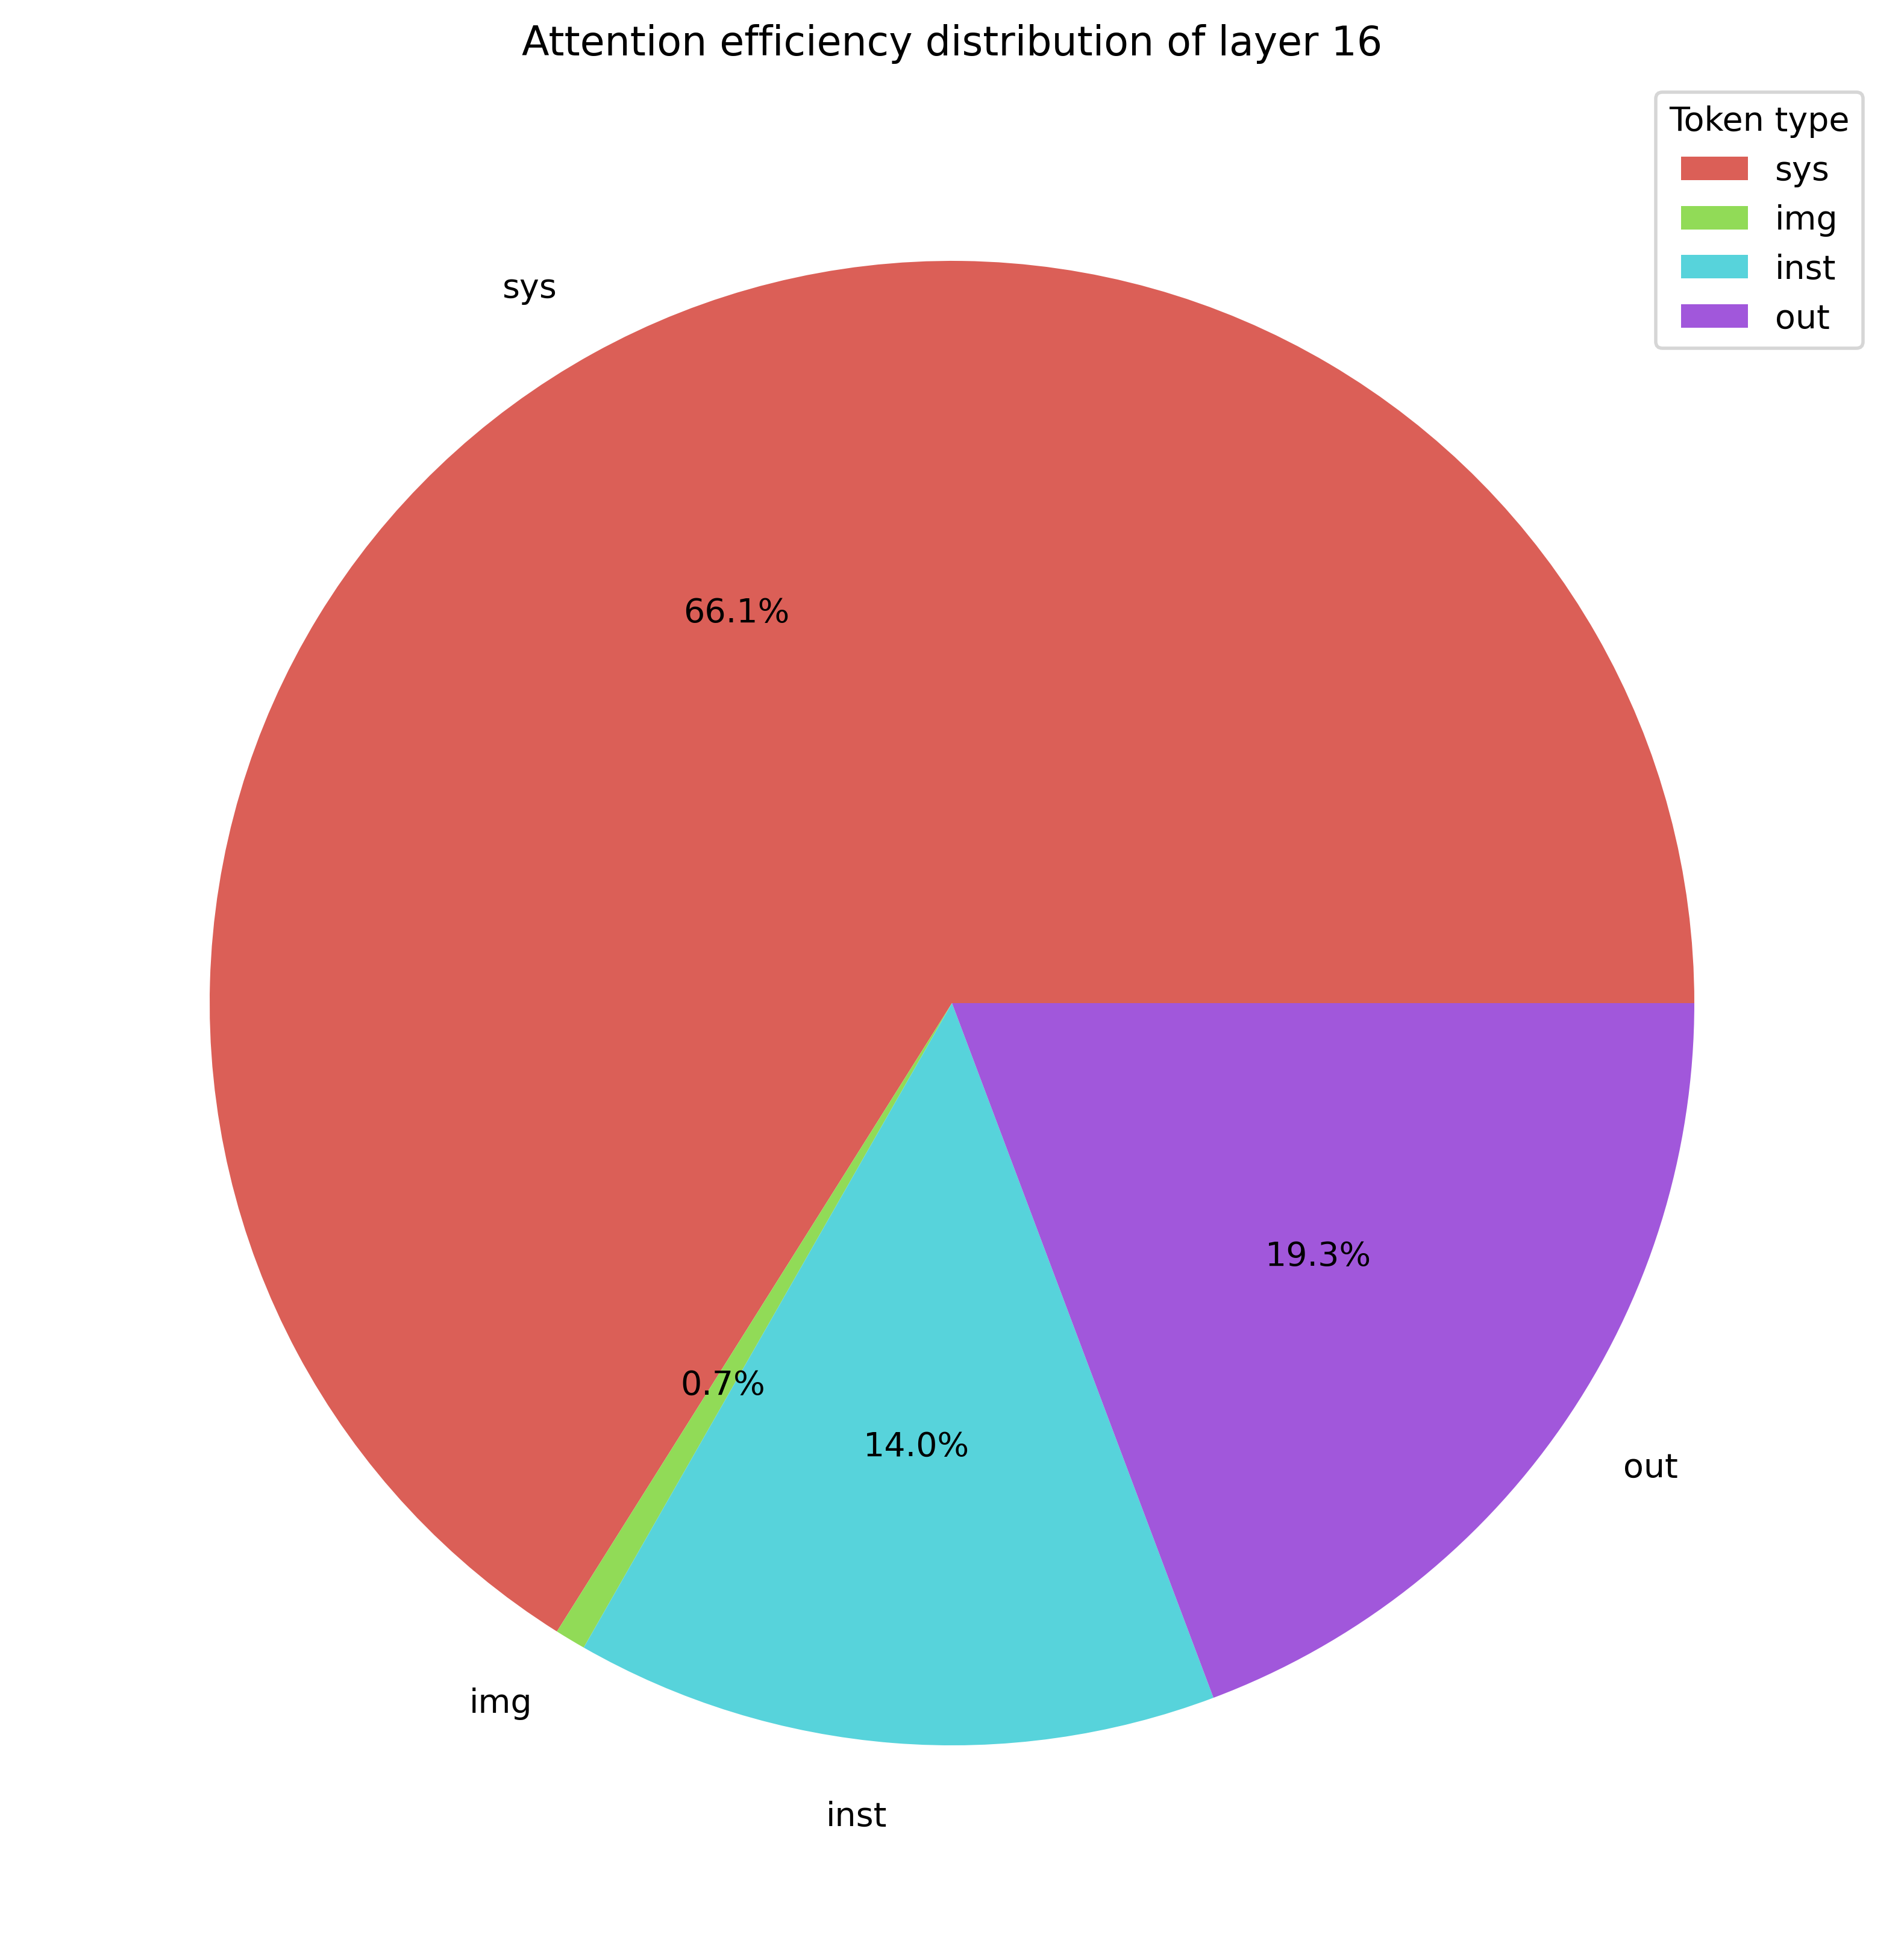 Attention efficiency distribution of layer 16
Token type
sys
img
inst
out
sys
66.1%
19.3%
0.7%
14.0%
out
img
inst